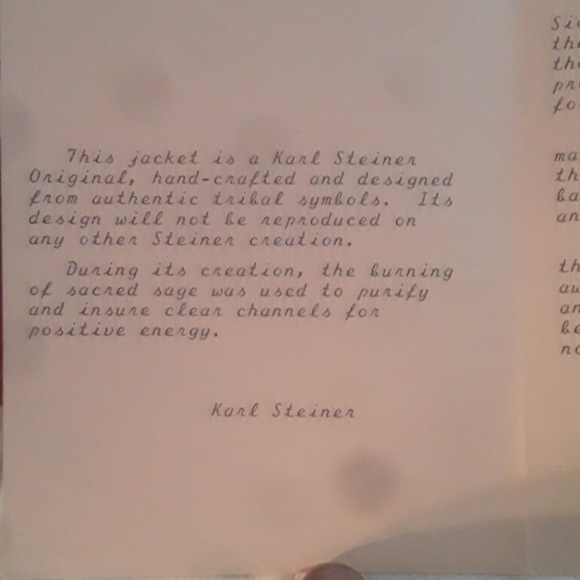 This jacket is a Karl Steiner
Original, hand-crafted and designed
from authentic tribal symbols. Its
design will not be reproduced on
any other Steiner creation.
During its creation, the burning
of sacred sage was used to purify
and insure clear channels for
positive energy.
Karl Steiner